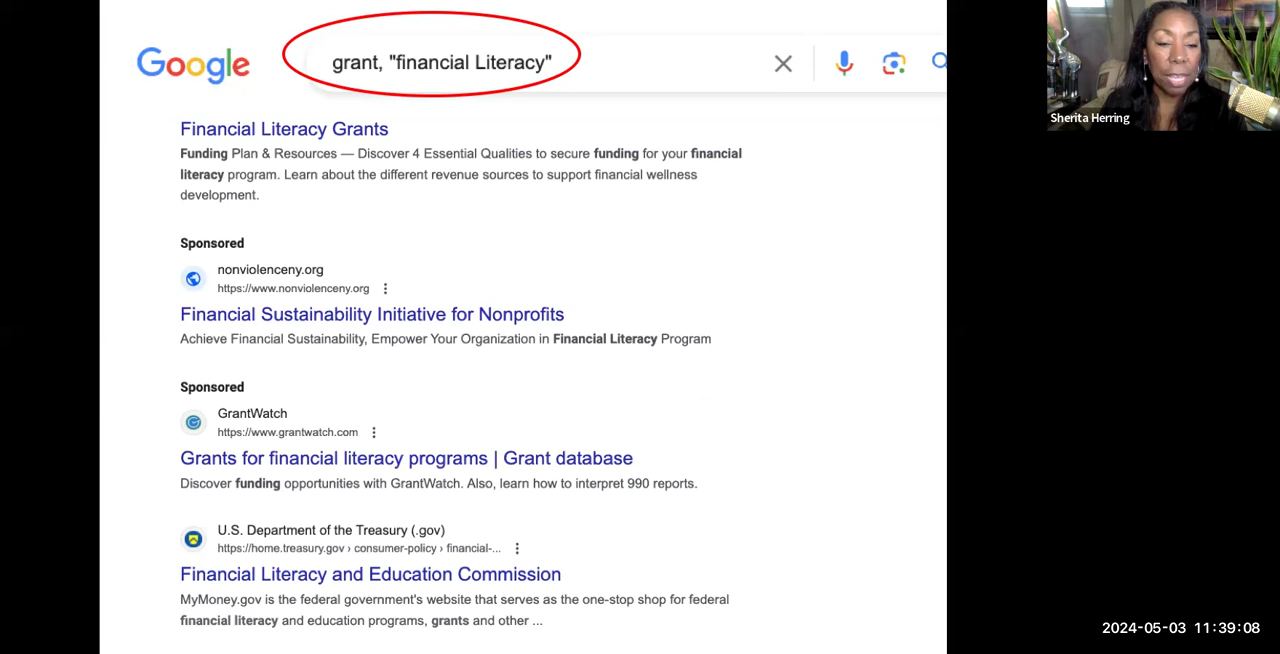 Google
grant, "financial Literacy"
Financial Literacy Grants
Funding Plan & Resources — Discover 4 Essential Qualities to secure funding for your financial
literacy program. Learn about the different revenue sources to support financial wellness
development.
Sponsored
nonviolenceny.org
https://www.nonviolenceny.org
Financial Sustainability Initiative for Nonprofits
Achieve Financial Sustainability, Empower Your Organization in Financial Literacy Program
Sponsored
GrantWatch
https://www.grantwatch.com
Grants for financial literacy programs | Grant database
Discover funding opportunities with GrantWatch. Also, learn how to interpret 990 reports.
U.S. Department of the Treasury (.gov)
https://home.treasury.gov › consumer-policy › financial-...
Financial Literacy and Education Commission
MyMoney.gov is the federal government's website that serves as the one-stop shop for federal
financial literacy and education programs, grants and other ...
Sherita Herring
2024-05-03 11:39:08